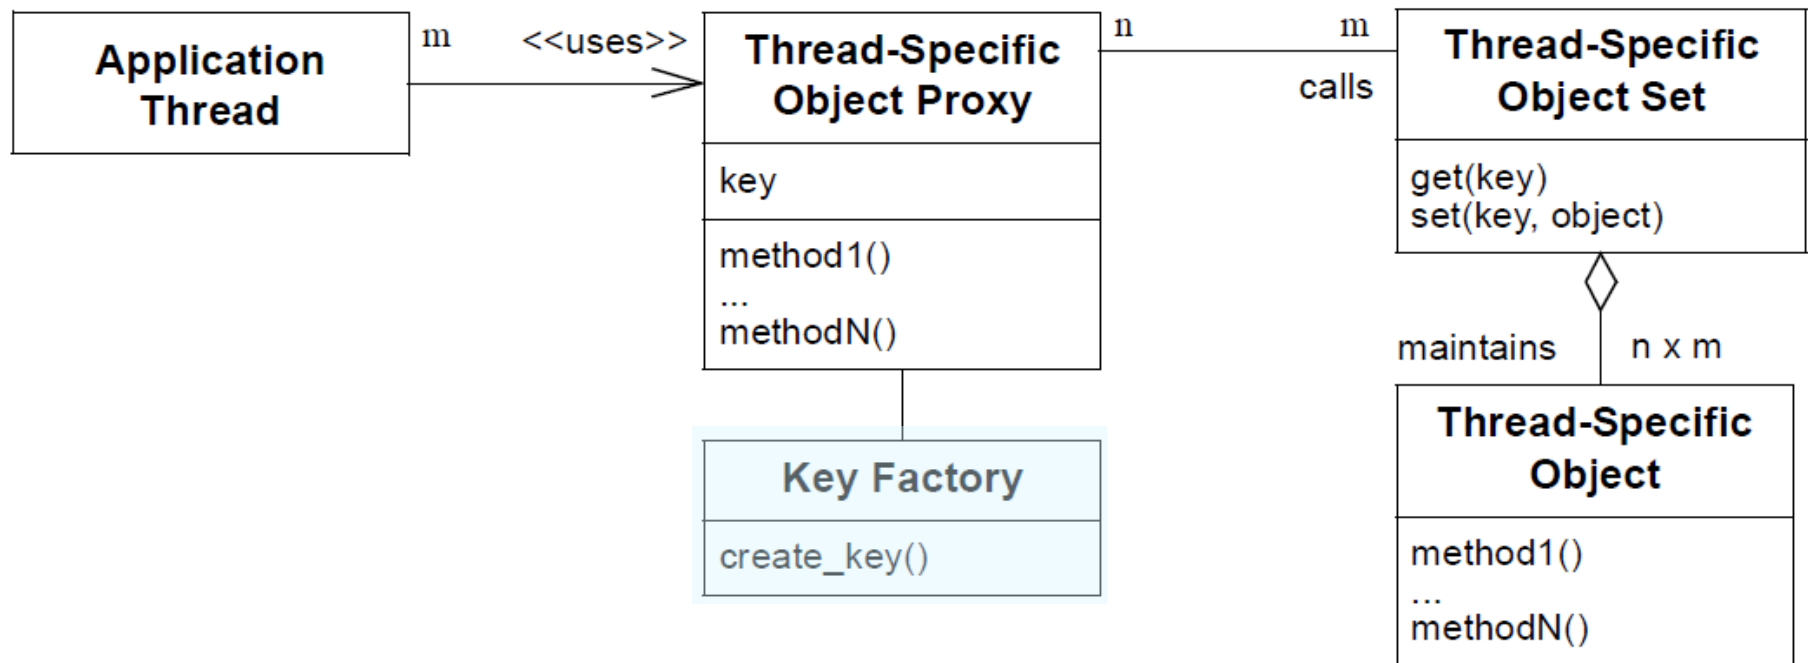 Application
Thread
m
<<uses>>
Thread-Specific
Object Proxy
key
method1()
...
methodN()
n
m
calls
Thread-Specific
Object Set
get(key)
set(key, object)
maintains
n x m
Key Factory
create_key()
Thread-Specific
Object
method1()
...
methodN()